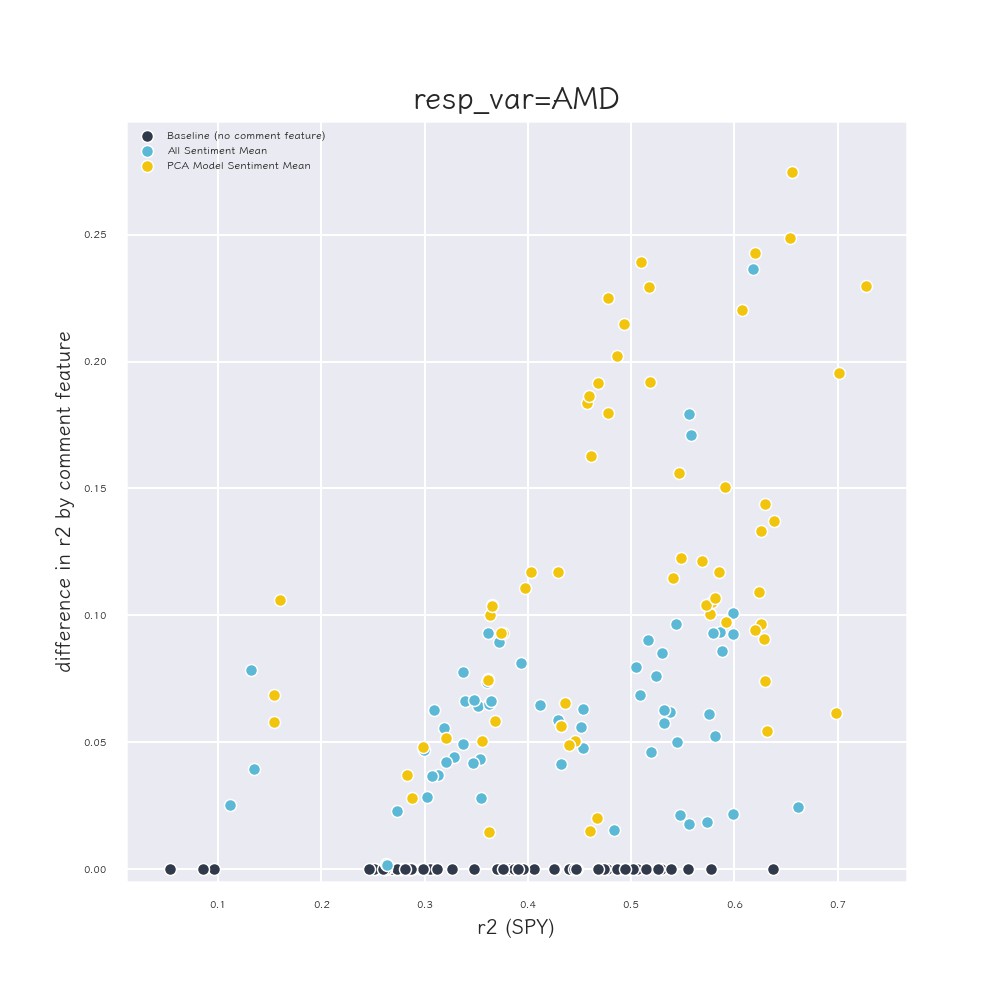 resp_var=AMD
Baseline (no comment feature)
All Sentiment Mean
PCA Model Sentiment Mean
difference in r2 by comment feature
0.25
0.20
0.15
0.10
0.05
0.00
0.1 0.2 0.3 0.4 0.5 0.6 0.7
r2 (SPY)